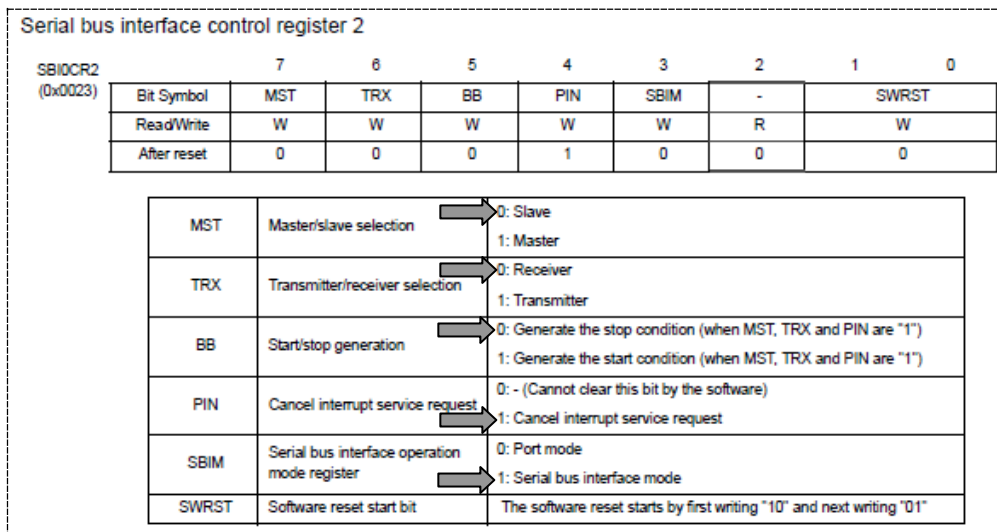 Serial bus interface control register 2
SBI0CR2
(0x0023)
7 6 5 4 3 2 1 0
Bit Symbol MST TRX BB PIN SBIM - SWRST
Read/Write W W W W W R W
After reset 0 0 0 1 0 0 0
MST Master/slave selection 0: Slave
1: Master
TRX Transmitter/receiver selection 0: Receiver
1: Transmitter
BB Start/stop generation 0: Generate the stop condition (when MST, TRX and PIN are "1")
1: Generate the start condition (when MST, TRX and PIN are "1")
PIN Cancel interrupt service request 0: - (Cannot clear this bit by the software)
1: Cancel interrupt service request
SBIM Serial bus interface operation
mode register
0: Port mode
1: Serial bus interface mode
SWRST Software reset start bit The software reset starts by first writing "10" and next writing "01"